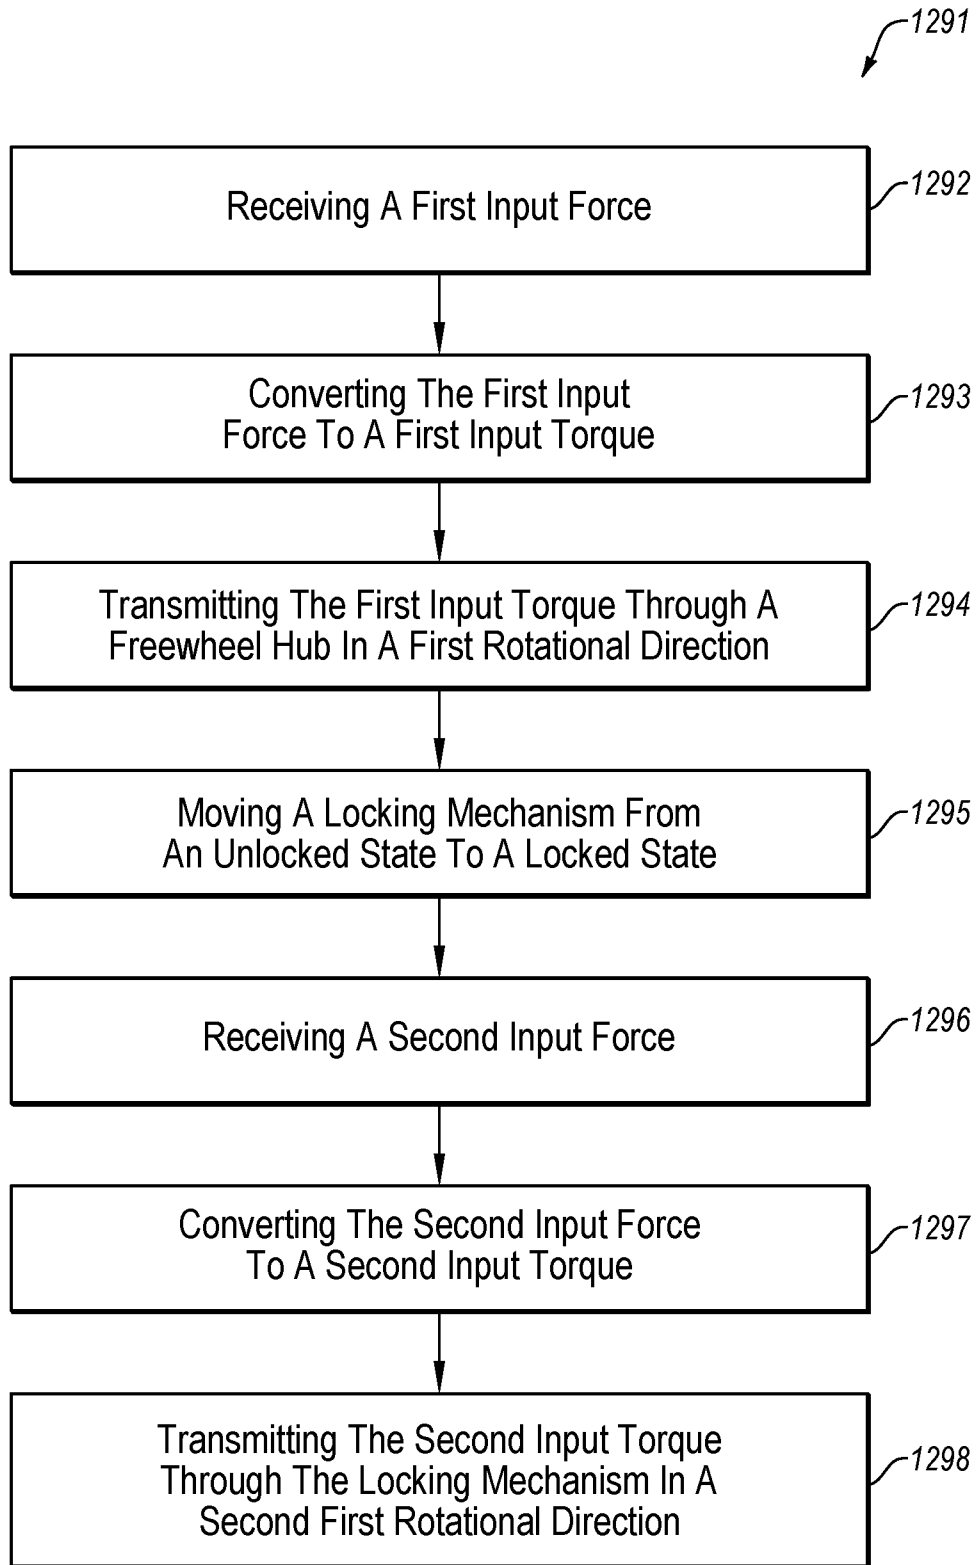 1291
Receiving A First Input Force
1292
Converting The First Input
Force To A First Input Torque
1293
Transmitting The First Input Torque Through A
Freewheel Hub In A First Rotational Direction
1294
Moving A Locking Mechanism From
An Unlocked State To A Locked State
1295
Receiving A Second Input Force
1296
Converting The Second Input Force
To A Second Input Torque
1297
Transmitting The Second Input Torque
Through The Locking Mechanism In A
Second First Rotational Direction
1298